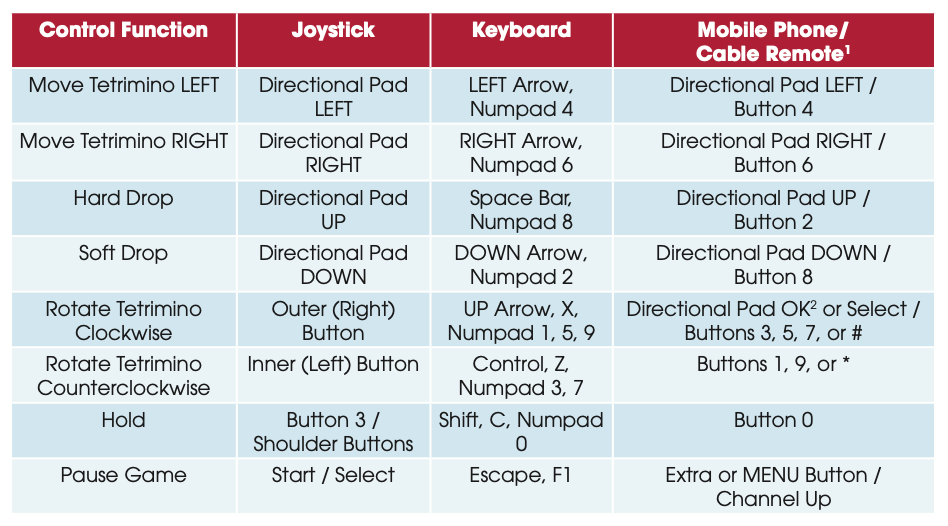 Control Function
Joystick
Keyboard
Mobile Phone/
Cable Remote¹
Move Tetrimino LEFT
Directional Pad
LEFT
LEFT Arrow,
Numpad 4
Directional Pad LEFT /
Button 4
Move Tetrimino RIGHT
Directional Pad
RIGHT
RIGHT Arrow,
Numpad 6
Directional Pad RIGHT /
Button 6
Hard Drop
Directional Pad
UP
Space Bar,
Numpad 8
Directional Pad UP /
Button 2
Soft Drop
Directional Pad
DOWN
DOWN Arrow,
Numpad 2
Directional Pad DOWN /
Button 8
Rotate Tetrimino
Clockwise
Outer (Right)
Button
UP Arrow, X,
Numpad 1, 5, 9
Directional Pad OK² or Select /
Buttons 3, 5, 7, or #
Rotate Tetrimino
Counterclockwise
Inner (Left) Button
Control, Z,
Numpad 3, 7
Buttons 1, 9, or *
Hold
Button 3 /
Shoulder Buttons
Shift, C, Numpad
0
Button 0
Pause Game
Start / Select
Escape, F1
Extra or MENU Button /
Channel Up